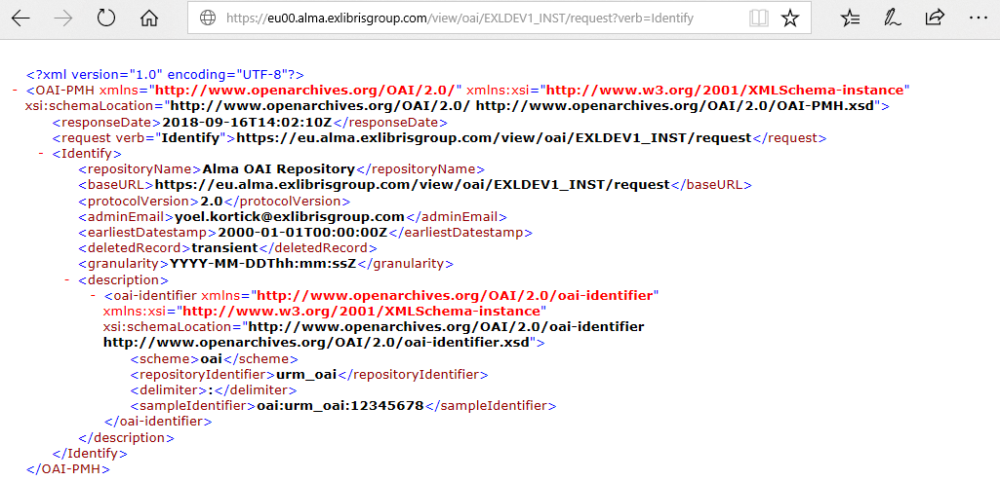 https://eu00.alma.exlibrisgroup.com/view/oai/EXLDEV1_INST/request?verb=Identify
<?xml version="1.0" encoding="UTF-8"?>
- <OAI-PMH xmlns="http://www.openarchives.org/OAI/2.0/" xmlns:xsi="http://www.w3.org/2001/XMLSchema-instance"
xsi:schemaLocation="http://www.openarchives.org/OAI/2.0/ http://www.openarchives.org/OAI/2.0/OAI-PMH.xsd">
<responseDate>2018-09-16T14:02:10Z</responseDate>
<request verb="Identify">https://eu.alma.exlibrisgroup.com/view/oai/EXLDEV1_INST/request</request>
- <Identify>
<repositoryName>Alma OAI Repository</repositoryName>
<baseURL>https://eu.alma.exlibrisgroup.com/view/oai/EXLDEV1_INST/request</baseURL>
<protocolVersion>2.0</protocolVersion>
<adminEmail>yoel.kortick@exlibrisgroup.com</adminEmail>
<earliestDatestamp>2000-01-01T00:00:00Z</earliestDatestamp>
<deletedRecord>transient</deletedRecord>
<granularity>YYYY-MM-DDThh:mm:ssZ</granularity>
- <description>
- <oai-identifier xmlns="http://www.openarchives.org/OAI/2.0/oai-identifier"
xmlns:xsi="http://www.w3.org/2001/XMLSchema-instance"
xsi:schemaLocation="http://www.openarchives.org/OAI/2.0/oai-identifier
http://www.openarchives.org/OAI/2.0/oai-identifier.xsd">
<scheme>oai</scheme>
<repositoryIdentifier>urm_oai</repositoryIdentifier>
<delimiter>:</delimiter>
<sampleIdentifier>oai:urm_oai:12345678</sampleIdentifier>
</oai-identifier>
</description>
</Identify>
</OAI-PMH>